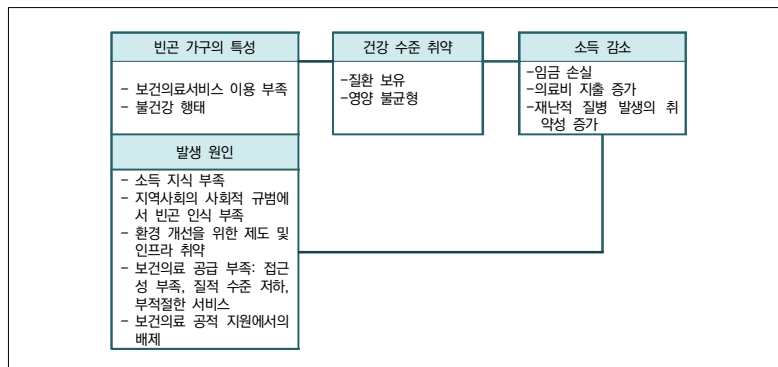 빈곤 가구의 특성
- 보건의료서비스 이용 부족
- 불건강 행태
발생 원인
- 소득 지식 부족
- 지역사회의 사회적 규범에
서 빈곤 인식 부족
- 환경 개선을 위한 제도 및
인프라 취약
- 보건의료 공급 부족: 접근
성 부족, 질적 수준 저하,
부적절한 서비스
- 보건의료 공적 지원에서의
배제
건강 수준 취약
-질환 보유
-영양 불균형
소득 감소
-임금 손실
-의료비 지출 증가
-재난적 질병 발생의 취
약성 증가